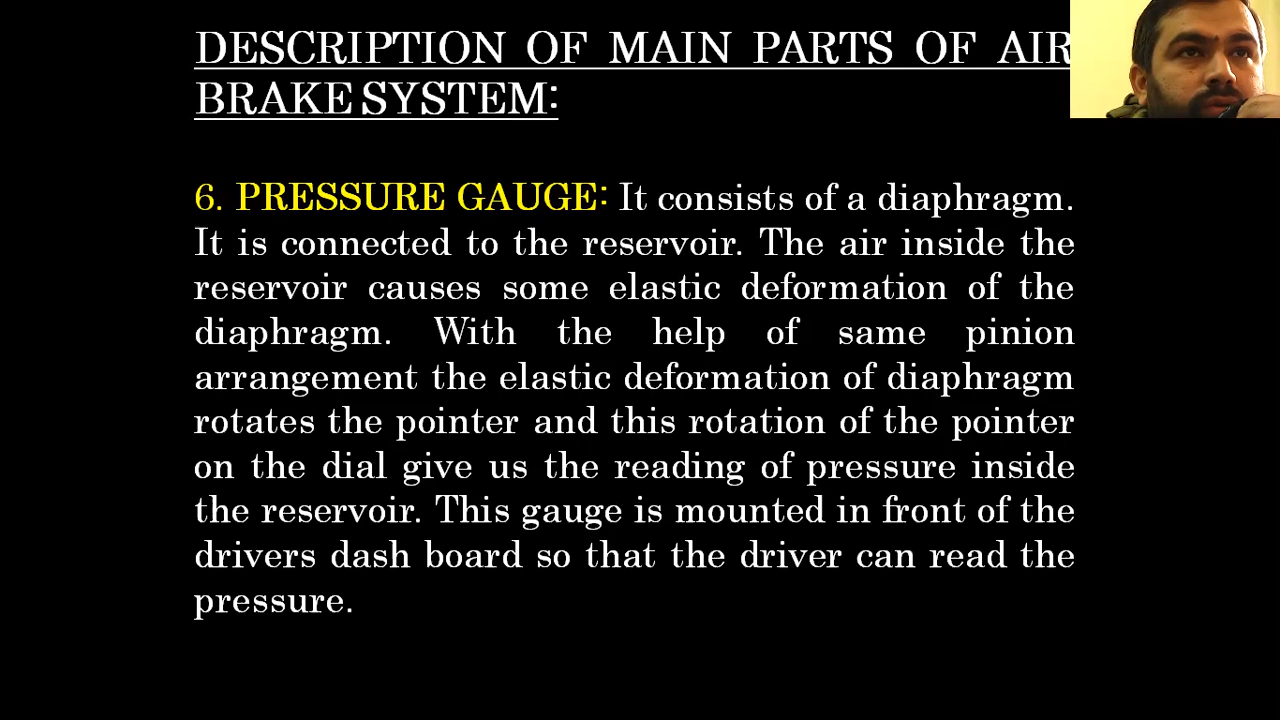 DESCRIPTION OF MAIN PARTS OF AIR
BRAKE SYSTEM:
6. PRESSURE GAUGE: It consists of a diaphragm.
It is connected to the reservoir. The air inside the
reservoir causes some elastic deformation of the
diaphragm. With the help of same pinion
arrangement the elastic deformation of diaphragm
rotates the pointer and this rotation of the pointer
on the dial give us the reading of pressure inside
the reservoir. This gauge is mounted in front of the
drivers dash board so that the driver can read the
pressure.